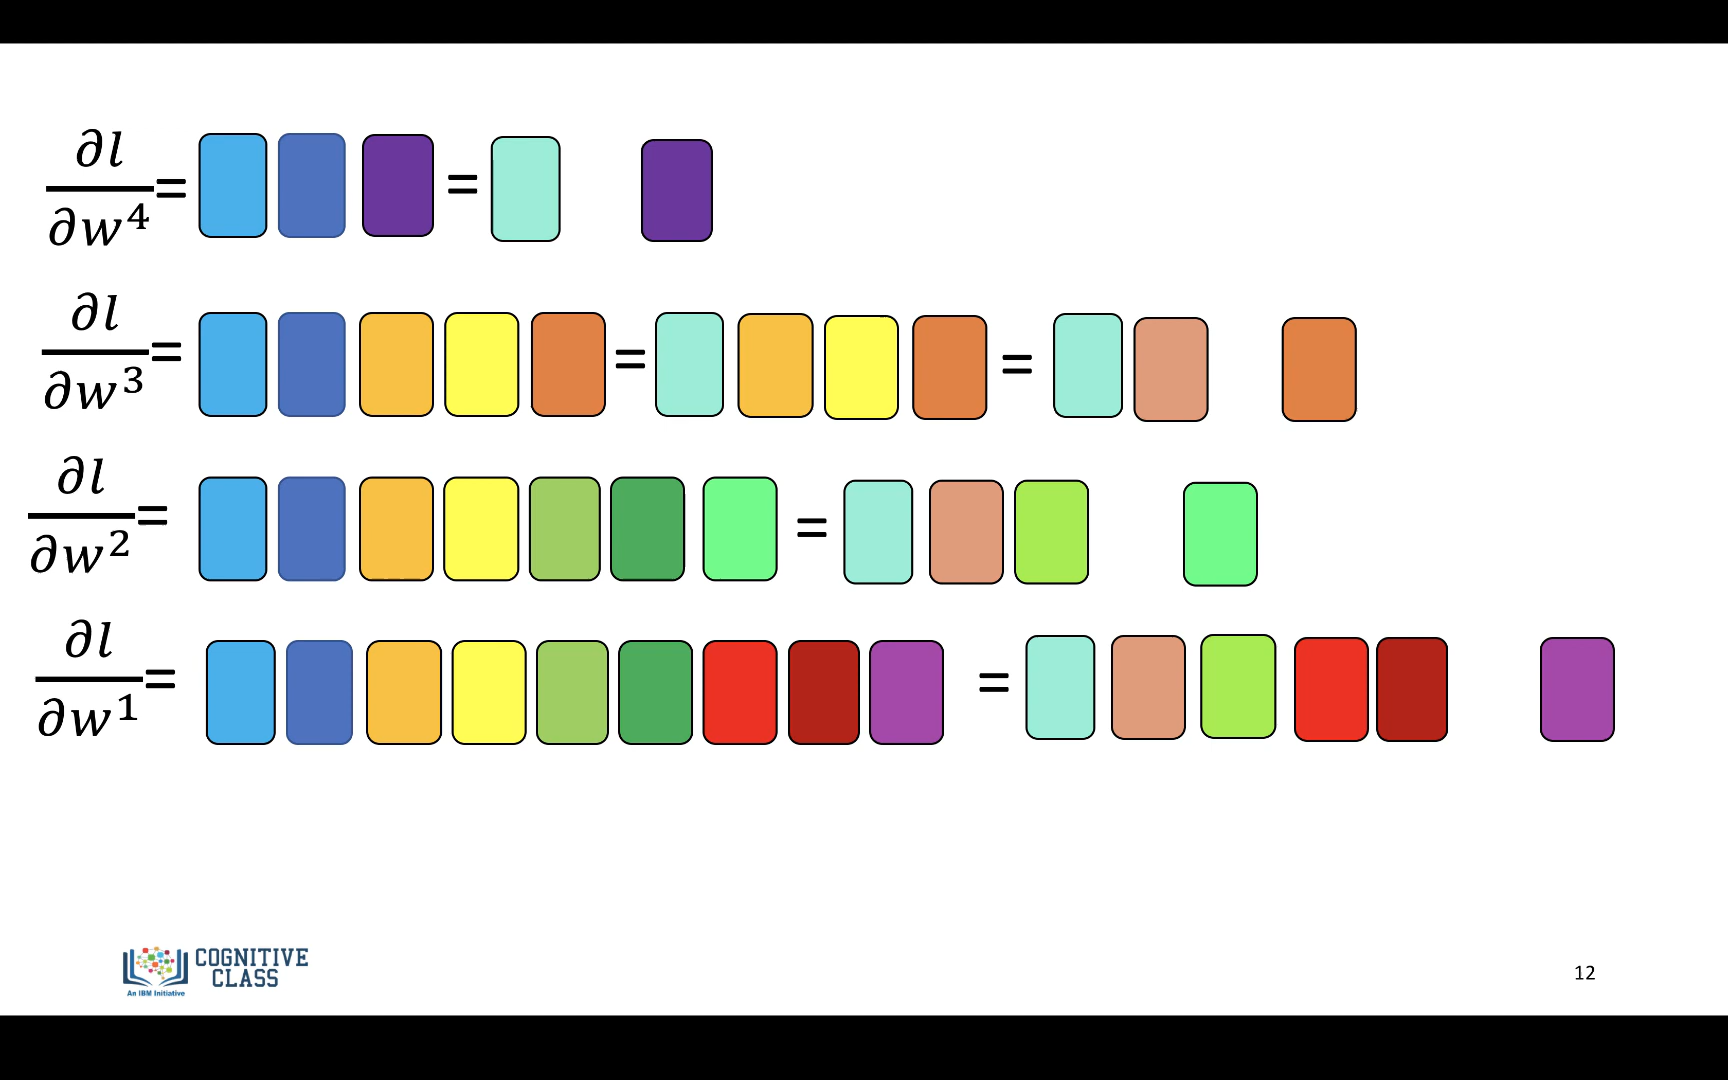 ∂l/∂w⁴ = =
∂l/∂w³ = = =
∂l/∂w² = =
∂l/∂w¹ = =
COGNITIVE
CLASS
An IBM Initiative
12